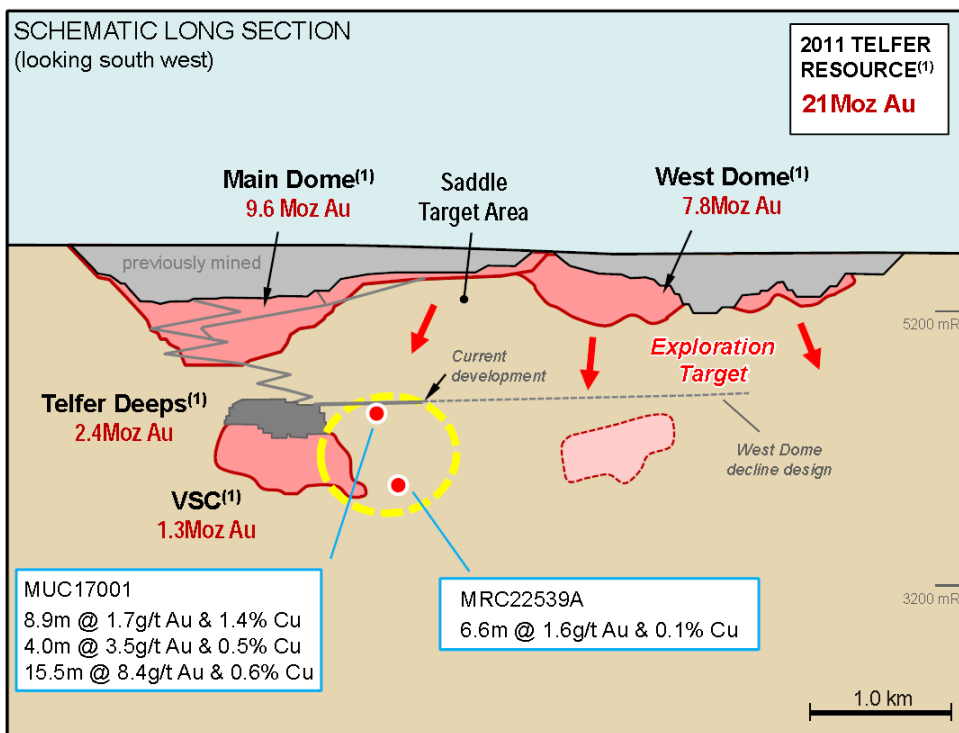 SCHEMATIC LONG SECTION
(looking south west)
2011 TELFER
RESOURCE(1)
21Moz Au
Main Dome(1)
9.6 Moz Au
Saddle
Target Area
West Dome(1)
7.8Moz Au
previously mined
5200 mR
Exploration
Target
Current
development
Telfer Deeps(1)
2.4Moz Au
West Dome
decline design
VSC(1)
1.3Moz Au
MUC17001
8.9m @ 1.7g/t Au & 1.4% Cu
4.0m @ 3.5g/t Au & 0.5% Cu
15.5m @ 8.4g/t Au & 0.6% Cu
MRC22539A
6.6m @ 1.6g/t Au & 0.1% Cu
3200 mR
1.0 km